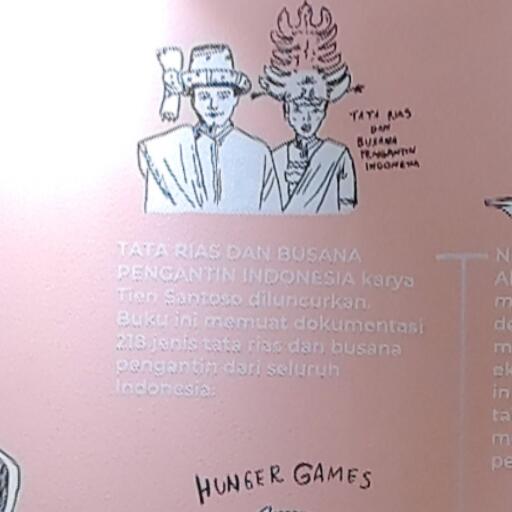 TATA RIAS
DAN
BUSANA
PENGANTIN
INDONESIA
TATA RIAS DAN BUSANA
PENGANTIN INDONESIA karya
Tien Santoso diluncurkan.
Buku ini memuat dokumentasi
218 jenis tata rias dan busana
pengantin dari seluruh
Indonesia.
HUNGER GAMES